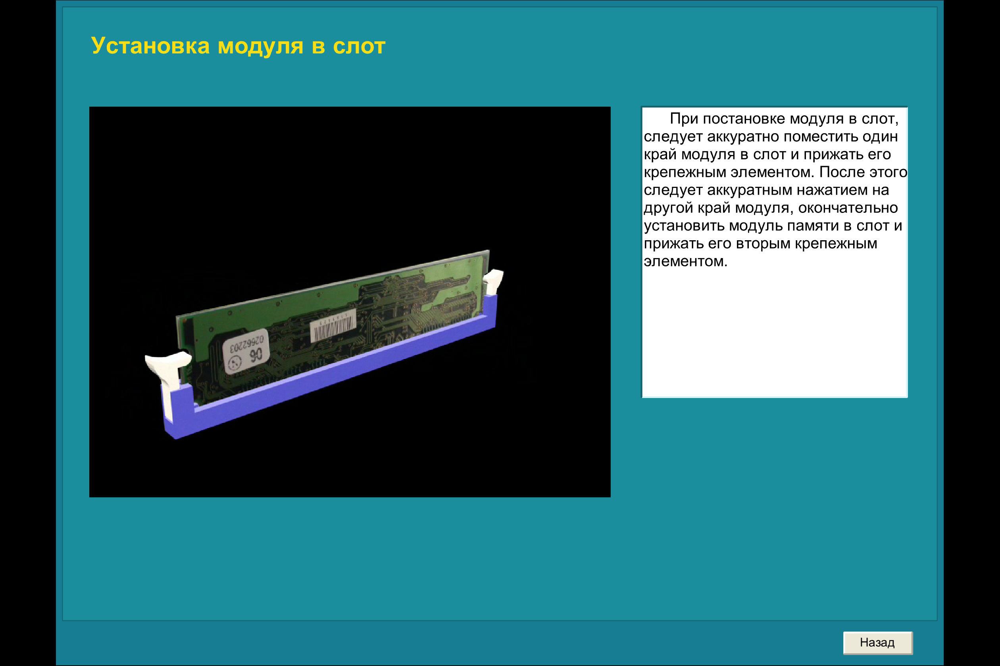 Установка модуля в слот
При постановке модуля в слот,
следует аккуратно поместить один
край модуля в слот и прижать его
крепежным элементом. После этого
следует аккуратным нажатием на
другой край модуля, окончательно
установить модуль памяти в слот и
прижать его вторым крепежным
элементом.
02662203
06
Назад